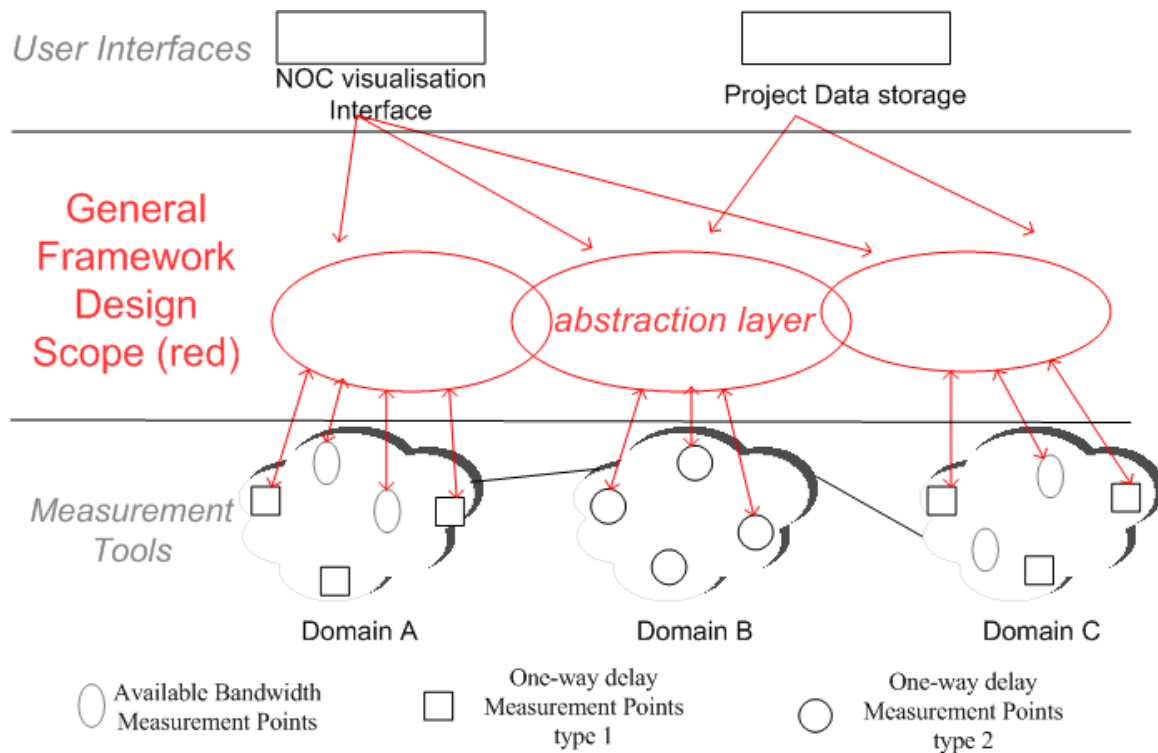 User Interfaces
NOC visualisation
Interface
Project Data storage
General
Framework
Design
Scope (red)
abstraction layer
Measurement
Tools
Domain A
Domain B
Domain C
Available Bandwidth
Measurement Points
One-way delay
Measurement Points
type 1
One-way delay
Measurement Points
type 2